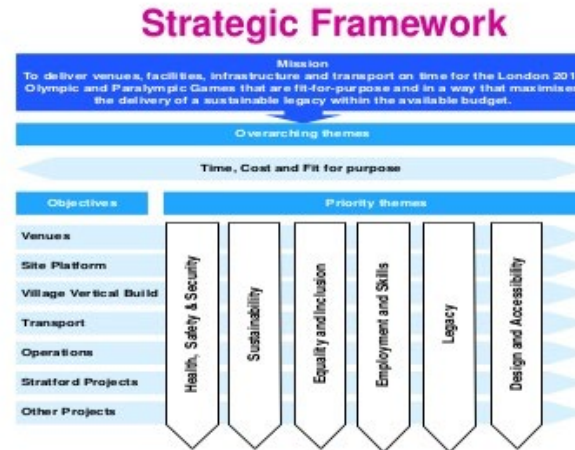 Strategic Framework
Mission
To deliver venues, facilities, infrastructure and transport on time for the London 201
Olympic and Paralympic Games that are fit-for-purpose and in a way that maximises
the delivery of a sustainable legacy within the available budget.
Overarching themes
Time, Cost and Fit for purpose
Objectives
Priority themes
Venues
Site Platform
Village Vertical Build
Transport
Operations
Stratford Projects
Other Projects
Health, Safety & Security
Sustainability
Equality and Inclusion
Employment and Skills
Legacy
Design and Accessibility